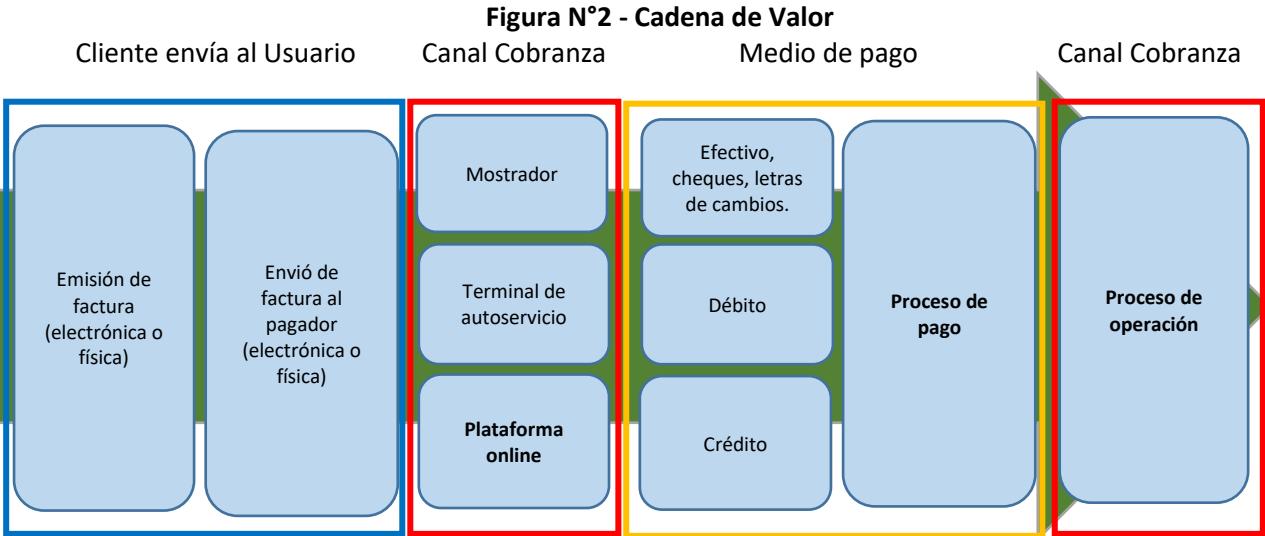 Figura N°2 - Cadena de Valor
Cliente envía al Usuario
Canal Cobranza
Medio de pago
Canal Cobranza
Emisión de
factura
(electrónica o
física)
Envió de
factura al
pagador
(electrónica o
física)
Mostrador
Terminal de
autoservicio
Plataforma
online
Efectivo,
cheques, letras
de cambios.
Débito
Crédito
Proceso de
pago
Proceso de
operación